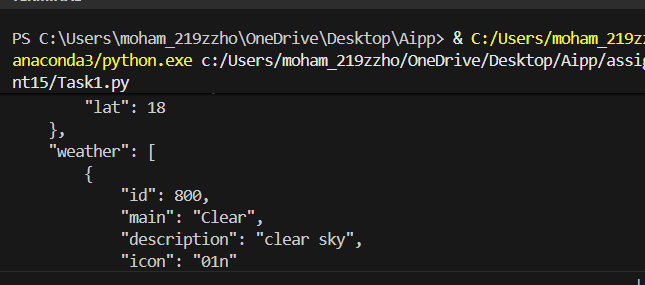 PS C:\Users\moham_219zzho\OneDrive\Desktop\Aipp> & C:/Users/moham_219zz
anaconda3/python.exe c:/Users/moham_219zzho/OneDrive/Desktop/Aipp/assig
nt15/Task1.py
"lat": 18
},
"weather": [
{
"id": 800,
"main": "Clear",
"description": "clear sky",
"icon": "01n"